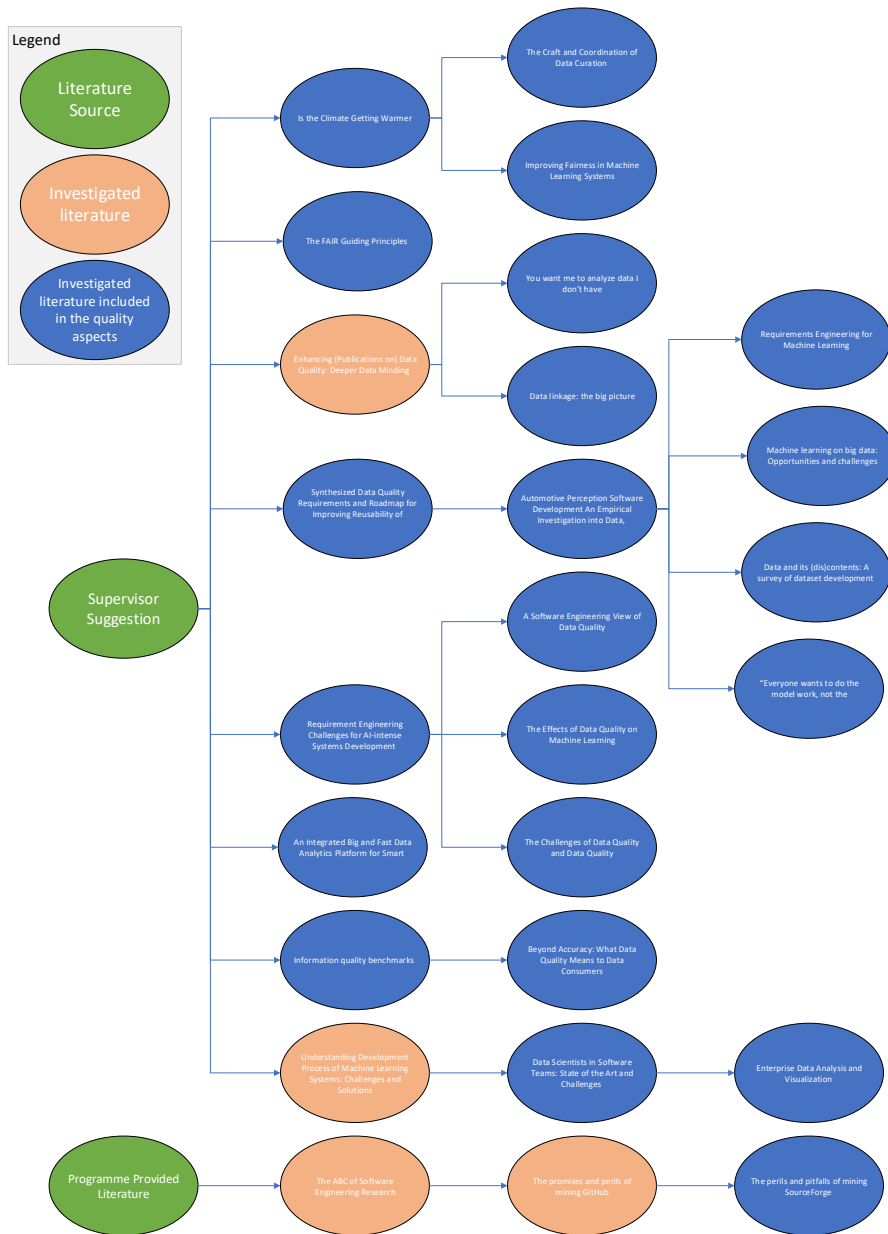 Legend
Literature
Source
Investigated
literature
Investigated
literature included
in the quality
aspects
The Craft and Coordination of
Data Curation
Is the Climate Getting Warmer
Improving Fairness in Machine
Learning Systems
The FAIR Guiding Principles
You want me to analyze data I
don't have
Requirements Engineering for
Machine Learning
Enhancing (Publications on) Data
Quality: Deeper Data Minding
Data linkage: the big picture
Machine learning on big data:
Opportunities and challenges
Synthesized Data Quality
Requirements and Roadmap for
Improving Reusability of
Automotive Perception Software
Development An Empirical
Investigation into Data,
Data and its (dis)contents: A
survey of dataset development
Supervisor
Suggestion
A Software Engineering View of
Data Quality
"Everyone wants to do the
model work, not the
Requirement Engineering
Challenges for AI-intense
Systems Development
The Effects of Data Quality on
Machine Learning
An Integrated Big and Fast Data
Analytics Platform for Smart
The Challenges of Data Quality
and Data Quality
Information quality benchmarks
Beyond Accuracy: What Data
Quality Means to Data
Consumers
Understanding Development
Process of Machine Learning
Systems: Challenges and
Solutions
Data Scientists in Software
Teams: State of the Art and
Challenges
Enterprise Data Analysis and
Visualization
Programme Provided
Literature
The ABC of Software
Engineering Research
The promises and perils of
mining GitHub
The perils and pitfalls of mining
SourceForge